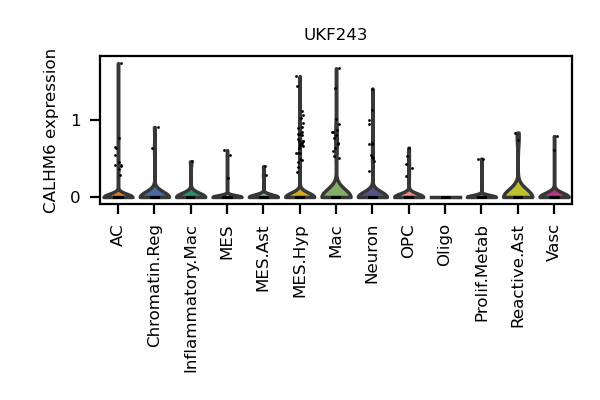 UKF243
CALHM6 expression
1
0
AC
Chromatin.Reg
Inflammatory.Mac
MES
MES.Ast
MES.Hyp
Mac
Neuron
OPC
Oligo
Prolif.Metab
Reactive.Ast
Vasc